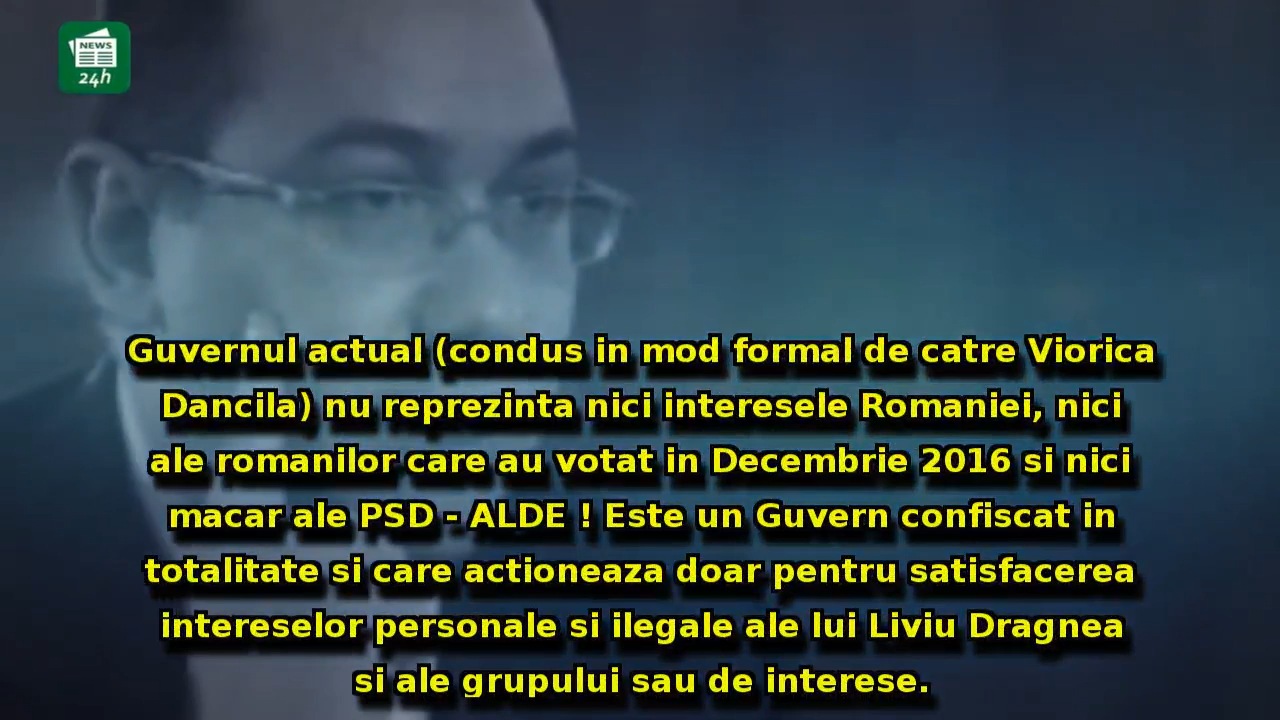 NEWS
24h
Guvernul actual (condus in mod formal de catre Viorica
Dancila) nu reprezinta nici interesele Romaniei, nici
ale romanilor care au votat in Decembrie 2016 si nici
macar ale PSD - ALDE ! Este un Guvern confiscat in
totalitate si care actioneaza doar pentru satisfacerea
intereselor personale si ilegale ale lui Liviu Dragnea
si ale grupului sau de interese.